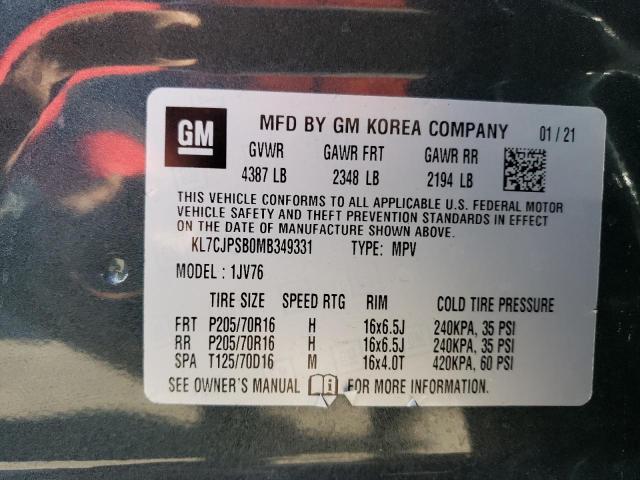 GM MFD BY GM KOREA COMPANY 01/21
GVWR GAWR FRT GAWR RR
4387 LB 2348 LB 2194 LB
THIS VEHICLE CONFORMS TO ALL APPLICABLE U.S. FEDERAL MOTOR
VEHICLE SAFETY AND THEFT PREVENTION STANDARDS IN EFFECT
ON THE DATE OF MANUFACTURE SHOWN ABOVE.
KL7CJPSB0MB349331 TYPE: MPV
MODEL: 1JV76
TIRE SIZE SPEED RTG RIM COLD TIRE PRESSURE
FRT P205/70R16 H 16x6.5J 240KPA, 35 PSI
RR P205/70R16 H 16x6.5J 240KPA, 35 PSI
SPA T125/70D16 M 16x4.0T 420KPA, 60 PSI
SEE OWNER'S MANUAL FOR MORE INFORMATION.